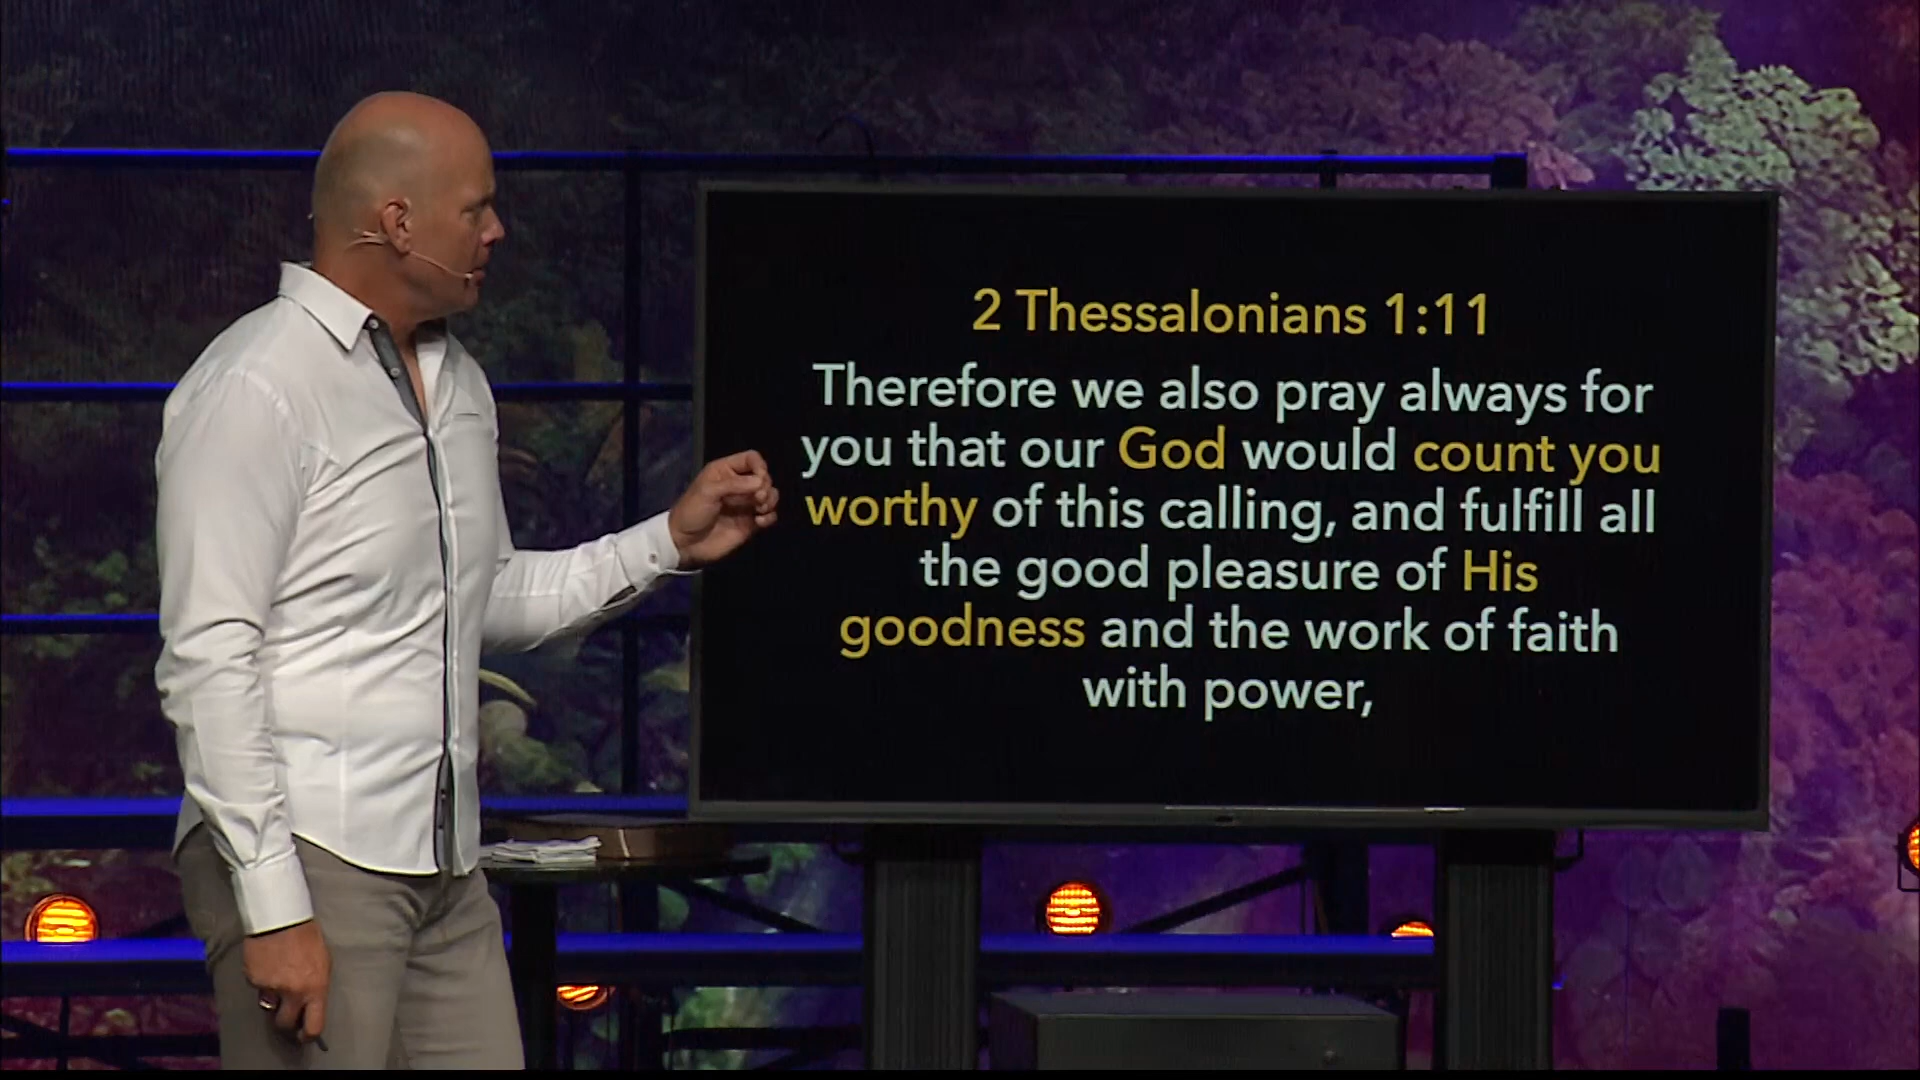 2 Thessalonians 1:11
Therefore we also pray always for
you that our God would count you
worthy of this calling, and fulfill all
the good pleasure of His
goodness and the work of faith
with power,